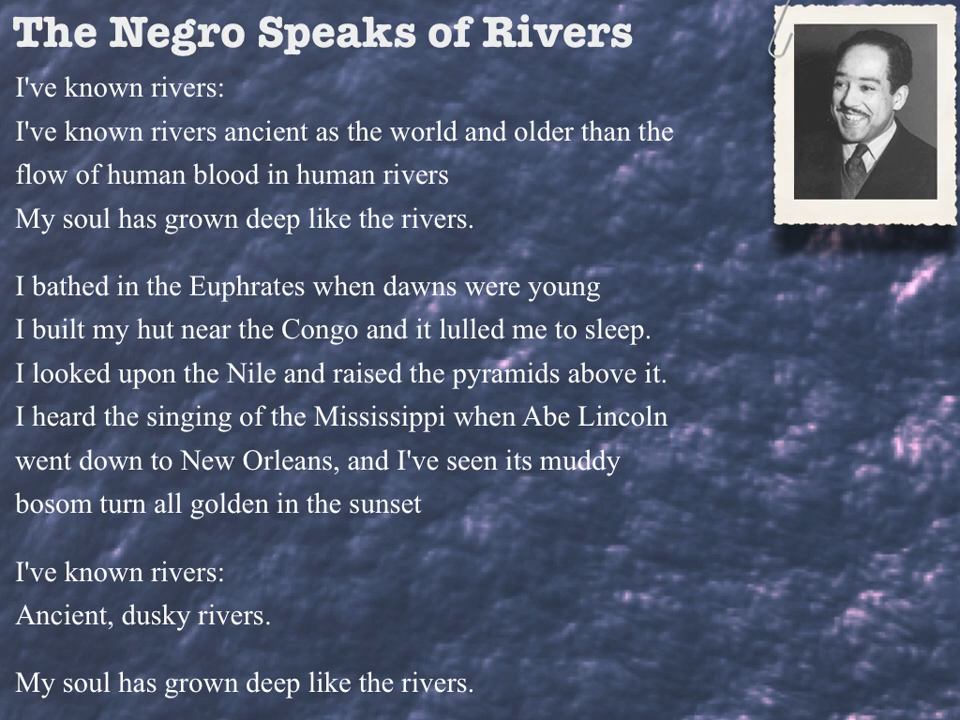 The Negro Speaks of Rivers
I've known rivers:
I've known rivers ancient as the world and older than the
flow of human blood in human rivers
My soul has grown deep like the rivers.
I bathed in the Euphrates when dawns were young
I built my hut near the Congo and it lulled me to sleep.
I looked upon the Nile and raised the pyramids above it.
I heard the singing of the Mississippi when Abe Lincoln
went down to New Orleans, and I've seen its muddy
bosom turn all golden in the sunset
I've known rivers:
Ancient, dusky rivers.
My soul has grown deep like the rivers.